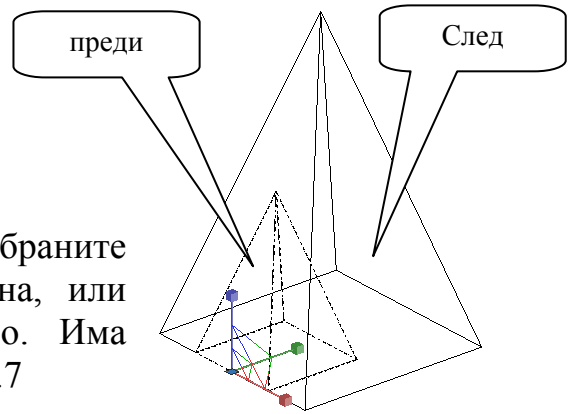 преди
След
браните
на, или
о. Има
.7